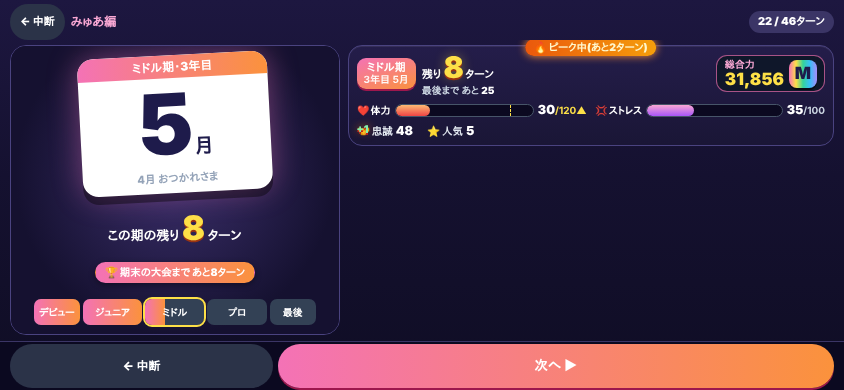 ← 中断 みゅあ編
22 / 46ターン
ミドル期・3年目
5月
4月 おつかれさま
この期の残り8ターン
🏆 期末の大会まであと8ターン
デビュー ジュニア ミドル プロ 最後
🔥 ピーク中(あと2ターン)
ミドル期
3年目 5月
残り8ターン
最後まで あと 25
総合力
31,856 M
❤️体力 30/120▲ 💢ストレス 35/100
忠誠 48 ⭐人気 5
← 中断
次へ ▶